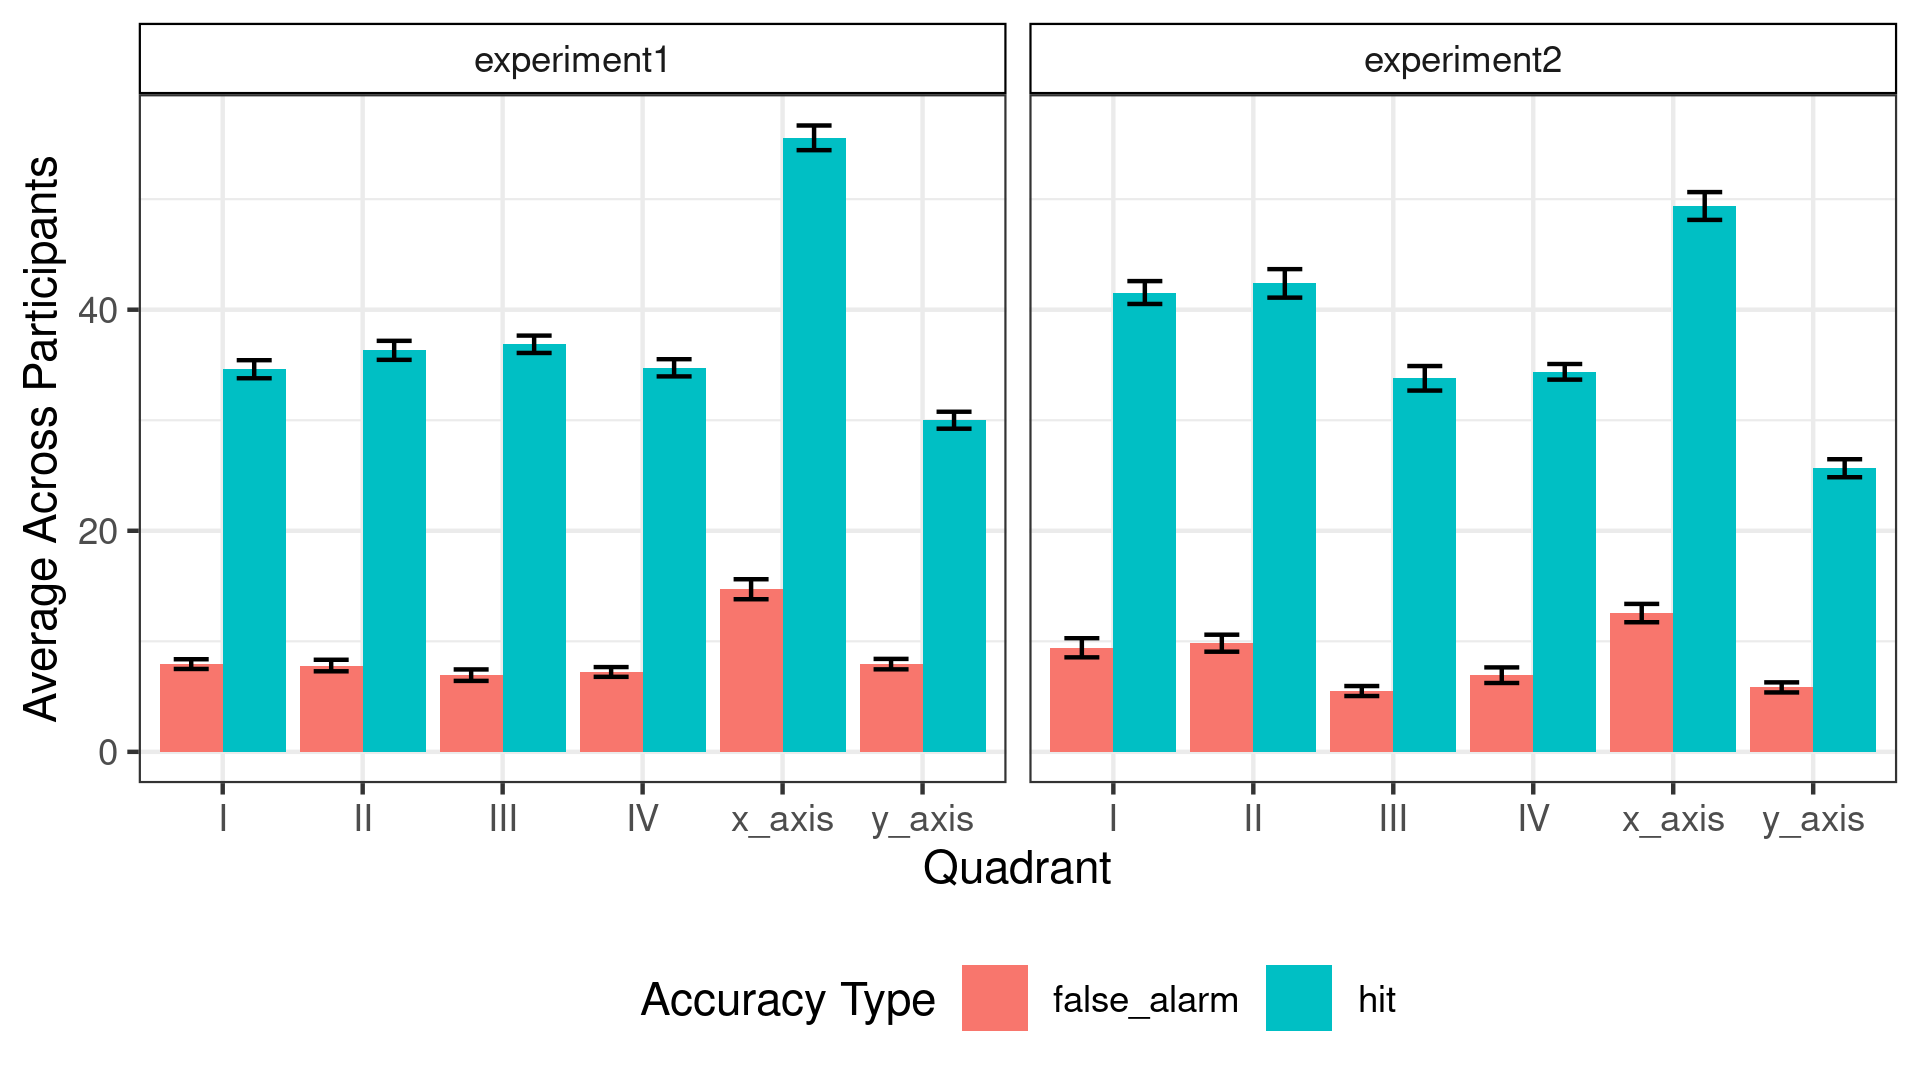 experiment1
experiment2
Average Across Participants
40
20
0
I
II
III
IV
x_axis
y_axis
I
II
III
IV
x_axis
y_axis
Quadrant
Accuracy Type
false_alarm
hit